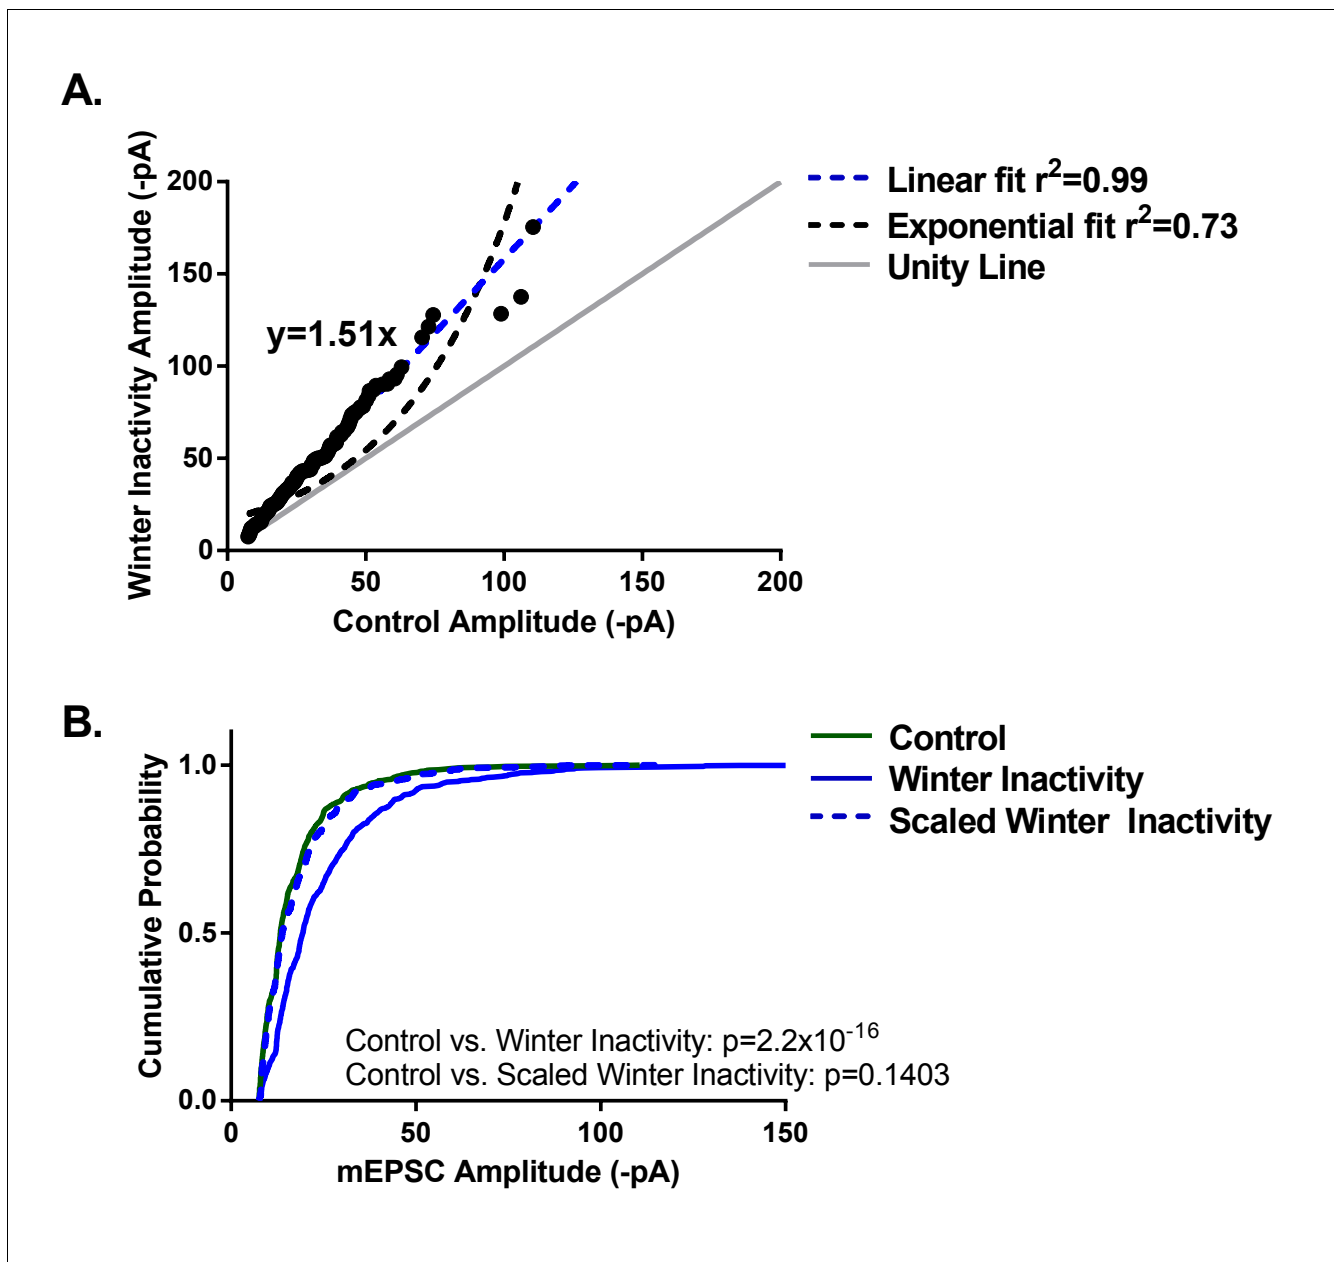 A.
Winter Inactivity Amplitude (-pA)
200
150
100
50
0
0 50 100 150 200
Control Amplitude (-pA)
y=1.51x
Linear fit r²=0.99
Exponential fit r²=0.73
Unity Line
B.
Cumulative Probability
1.0
0.5
0.0
0 50 100 150
mEPSC Amplitude (-pA)
Control
Winter Inactivity
Scaled Winter Inactivity
Control vs. Winter Inactivity: p=2.2x10⁻¹⁶
Control vs. Scaled Winter Inactivity: p=0.1403